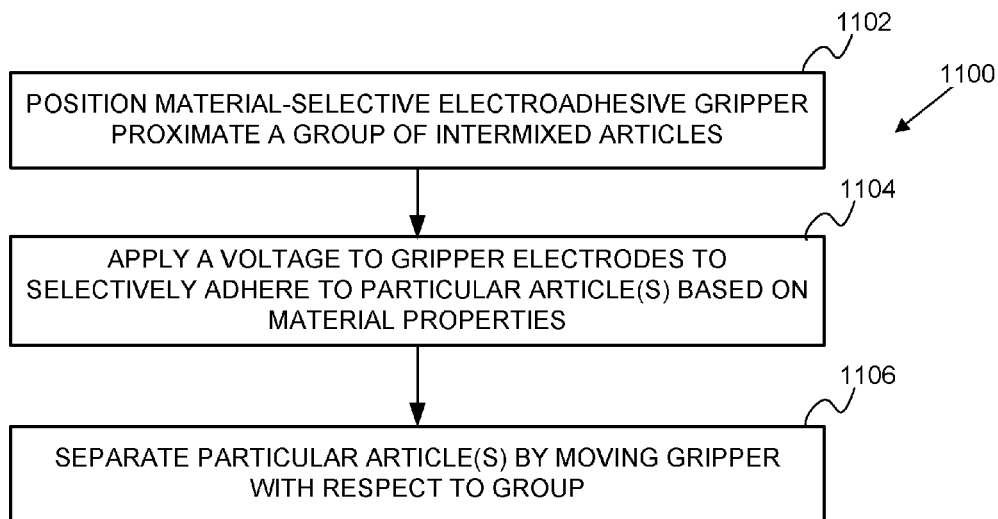 1102
1100
POSITION MATERIAL-SELECTIVE ELECTROADHESIVE GRIPPER
PROXIMATE A GROUP OF INTERMIXED ARTICLES
1104
APPLY A VOLTAGE TO GRIPPER ELECTRODES TO
SELECTIVELY ADHERE TO PARTICULAR ARTICLE(S) BASED ON
MATERIAL PROPERTIES
1106
SEPARATE PARTICULAR ARTICLE(S) BY MOVING GRIPPER
WITH RESPECT TO GROUP